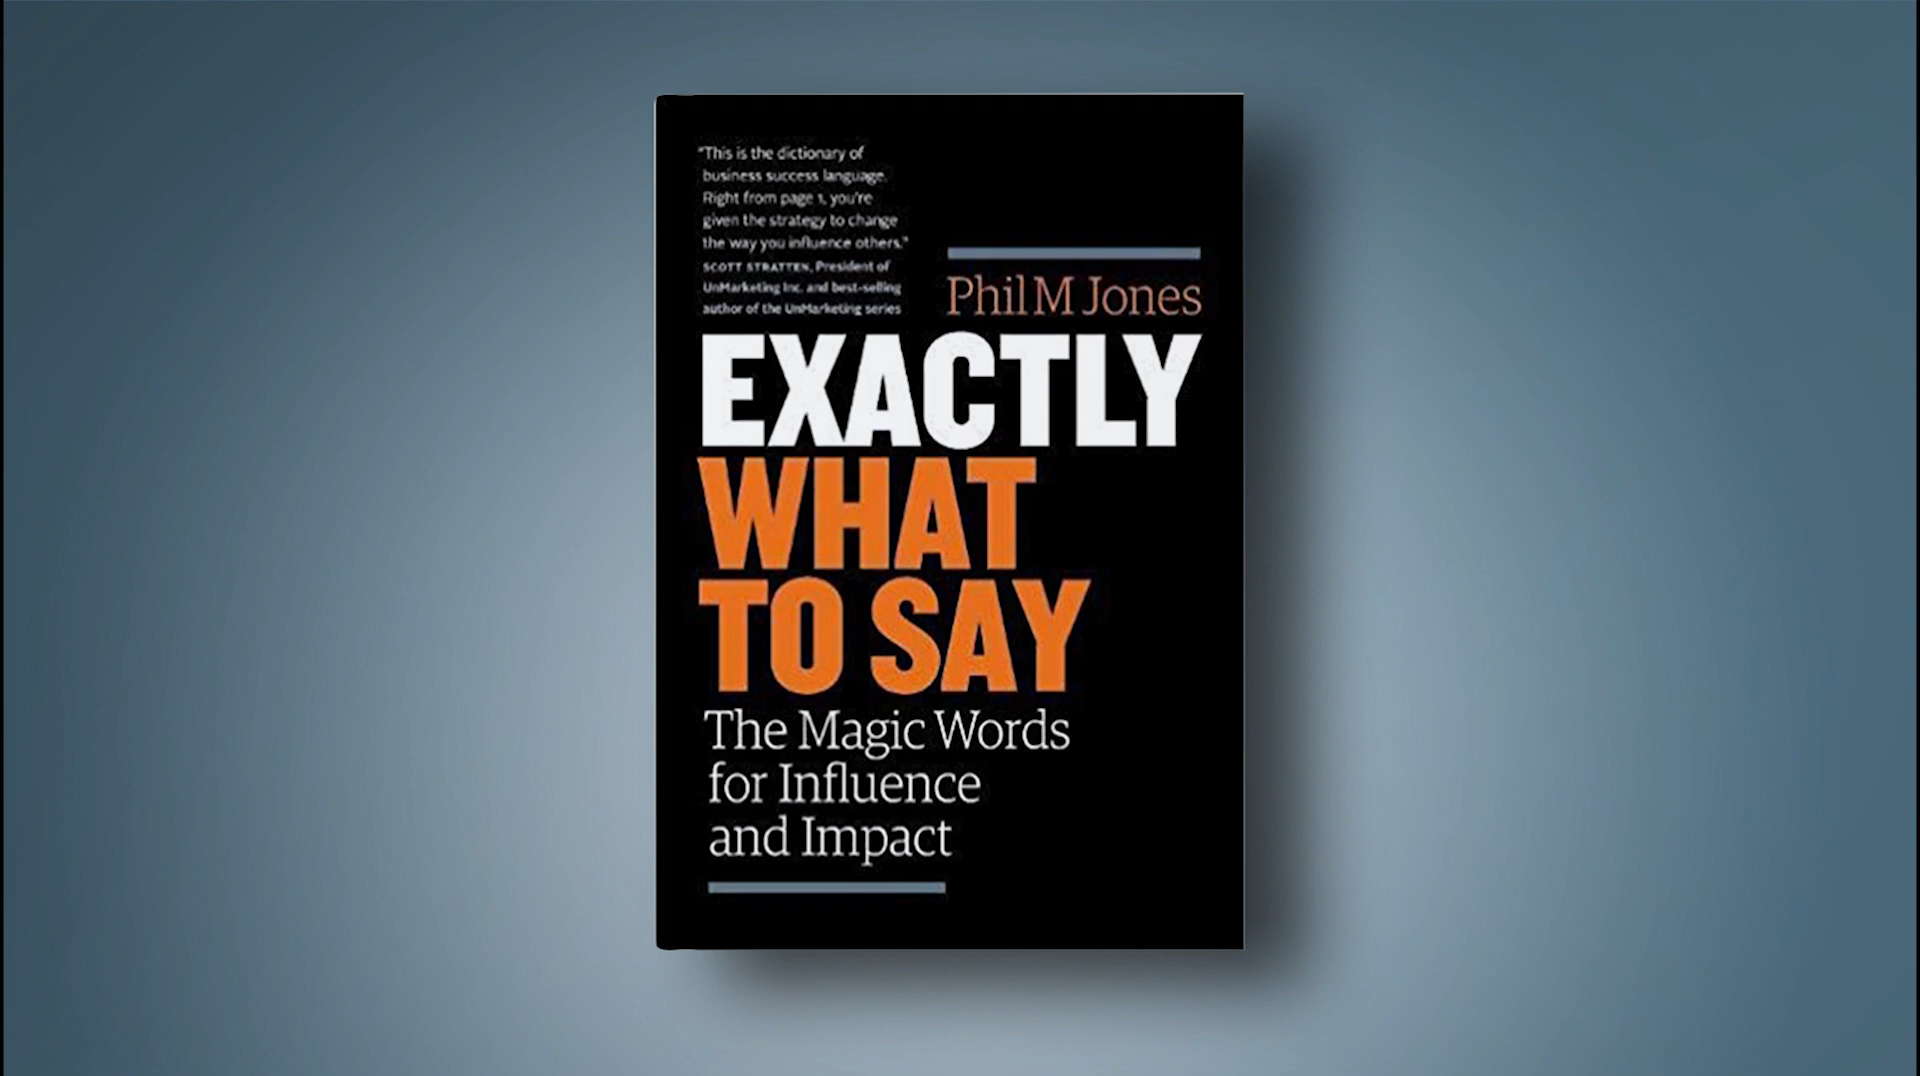 "This is the dictionary of
business success language.
Right from page 1, you're
given the strategy to change
the way you influence others."
SCOTT STRATTEN, President of
UnMarketing Inc. and best-selling
author of the UnMarketing series
Phil M Jones
EXACTLY
WHAT
TO SAY
The Magic Words
for Influence
and Impact